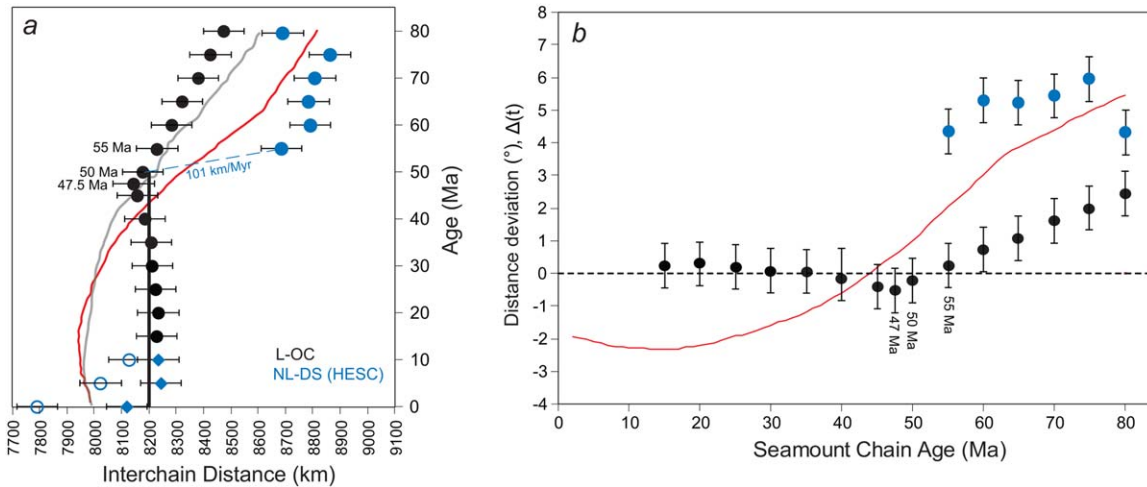 a
80
70
60
50
40
30
20
10
0
Age (Ma)
55 Ma
50 Ma
47.5 Ma
101 km/Myr
L-OC
NL-DS (HESC)
7700
7800
7900
8000
8100
8200
8300
8400
8500
8600
8700
8800
8900
9000
9100
Interchain Distance (km)
b
8
7
6
5
4
3
2
1
0
-1
-2
-3
-4
Distance deviation (°), Δ(t)
47 Ma
50 Ma
55 Ma
0 10 20 30 40 50 60 70 80
Seamount Chain Age (Ma)